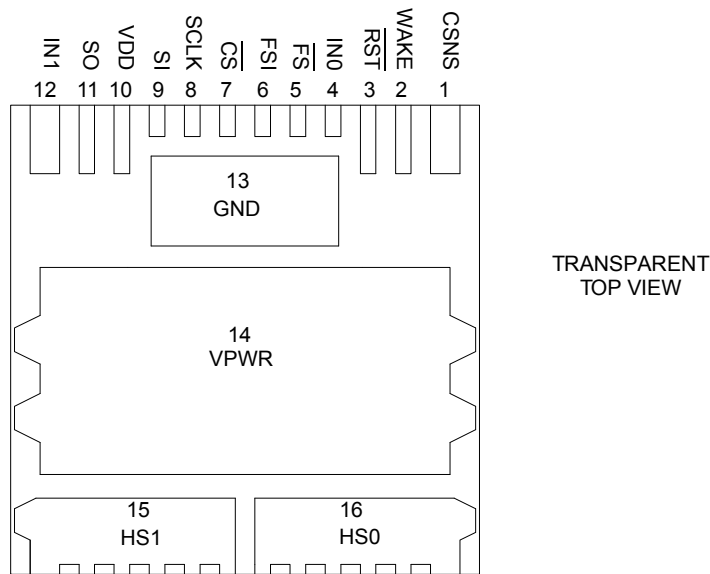 IN1 SO VDD SI SCLK CS FSI FS IN0 RST WAKE CSNS
12 11 10 9 8 7 6 5 4 3 2 1
13
GND
TRANSPARENT
TOP VIEW
14
VPWR
15
HS1
16
HS0